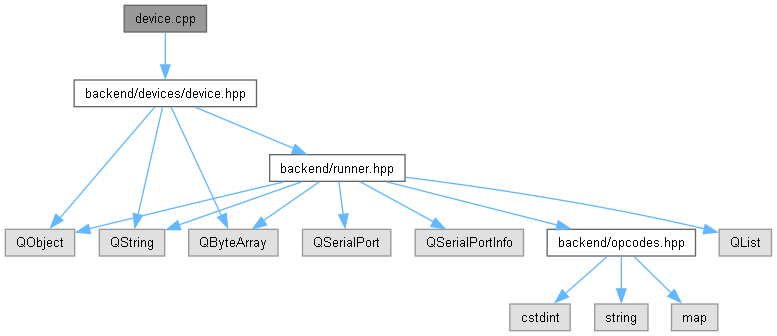 device.cpp
backend/devices/device.hpp
backend/runner.hpp
QObject
QString
QByteArray
QSerialPort
QSerialPortInfo
backend/opcodes.hpp
QList
cstdint
string
map